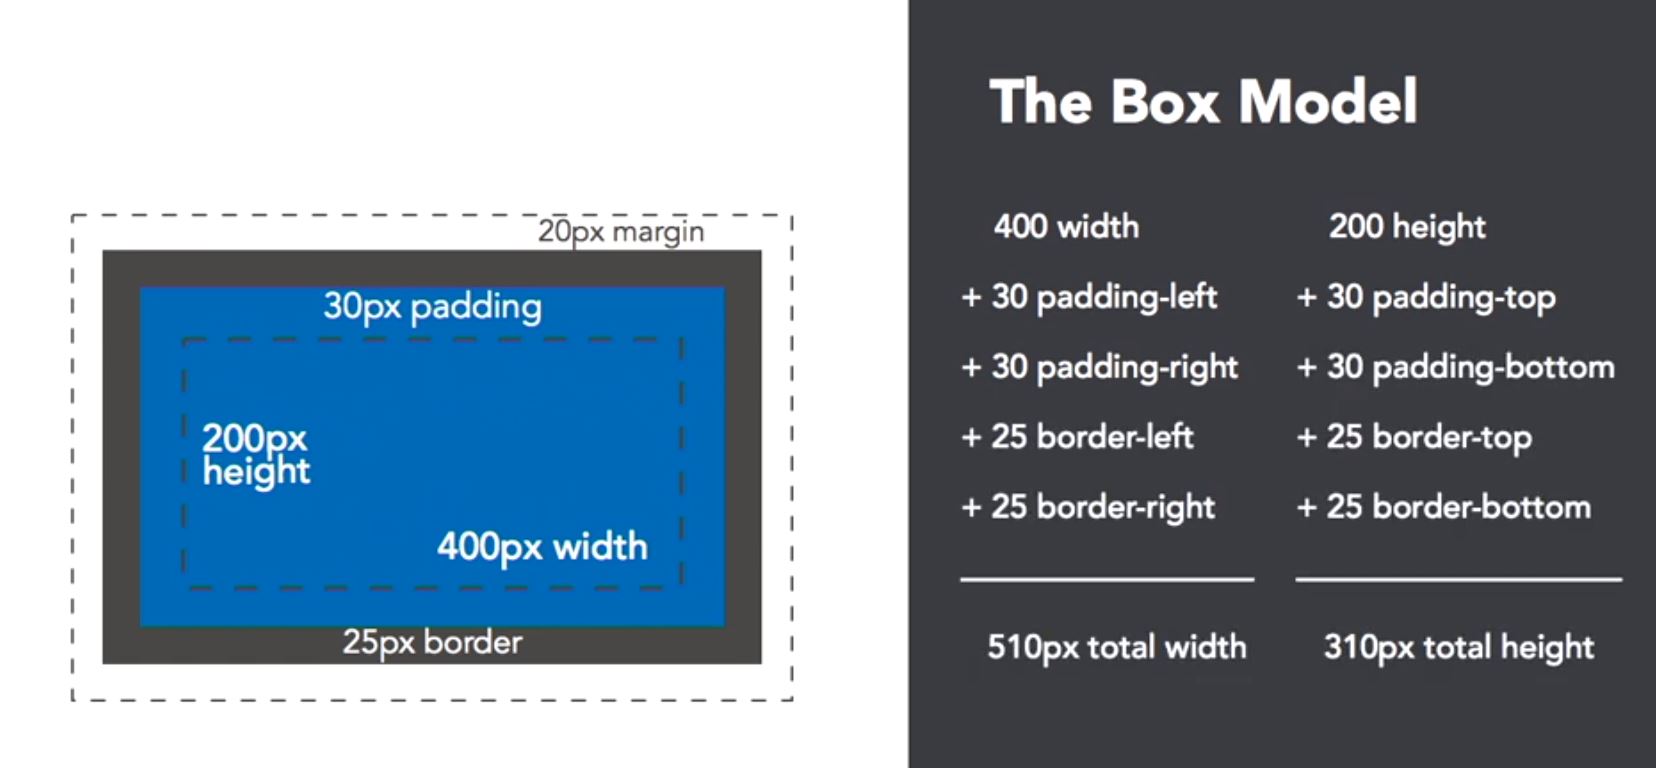 20px margin
30px padding
200px
height
400px width
25px border
The Box Model
400 width
+ 30 padding-left
+ 30 padding-right
+ 25 border-left
+ 25 border-right
510px total width
200 height
+ 30 padding-top
+ 30 padding-bottom
+ 25 border-top
+ 25 border-bottom
310px total height